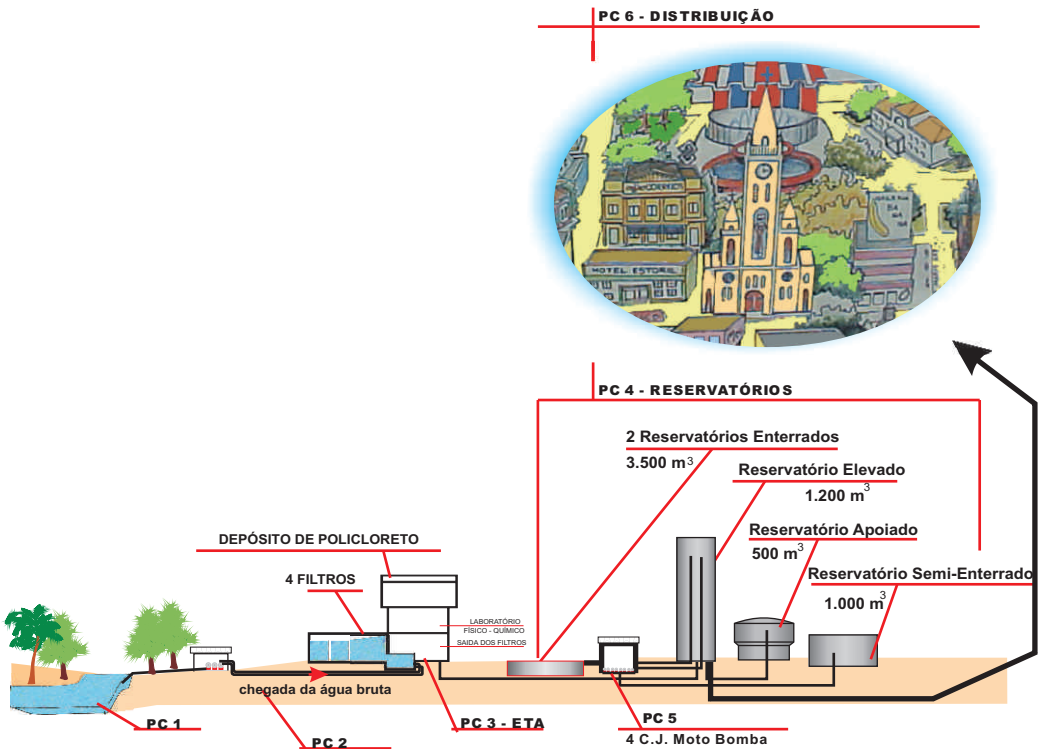 PC 6 - DISTRIBUIÇÃO
HOTEL ESTORIL
PC 4 - RESERVATÓRIOS
2 Reservatórios Enterrados
3.500 m³
Reservatório Elevado
1.200 m³
Reservatório Apoiado
500 m³
Reservatório Semi-Enterrado
1.000 m³
DEPÓSITO DE POLICLORETO
4 FILTROS
LABORATÓRIO
FÍSICO - QUÍMICO
SAIDA DOS FILTROS
chegada da água bruta
PC 1
PC 2
PC 3 - ETA
PC 5
4 C.J. Moto Bomba